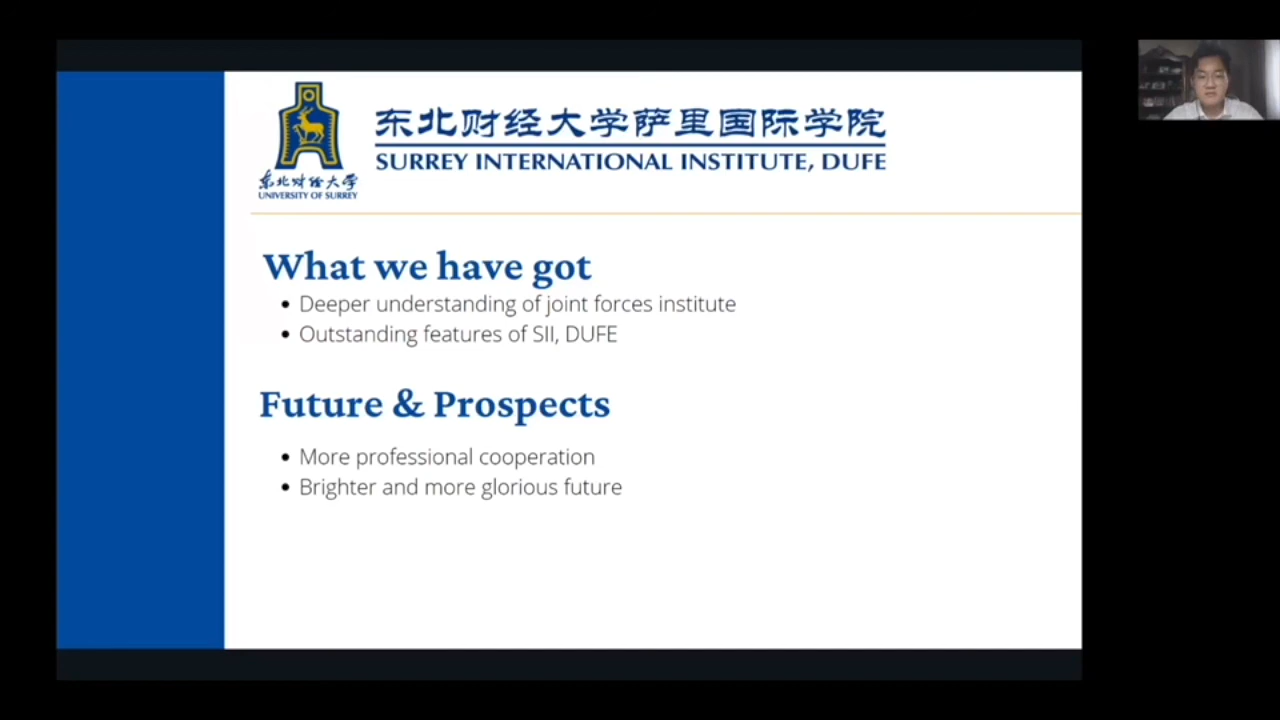 东北财经大学萨里国际学院
SURREY INTERNATIONAL INSTITUTE, DUFE
东北财经大学
UNIVERSITY OF SURREY
What we have got
• Deeper understanding of joint forces institute
• Outstanding features of SII, DUFE
Future & Prospects
• More professional cooperation
• Brighter and more glorious future